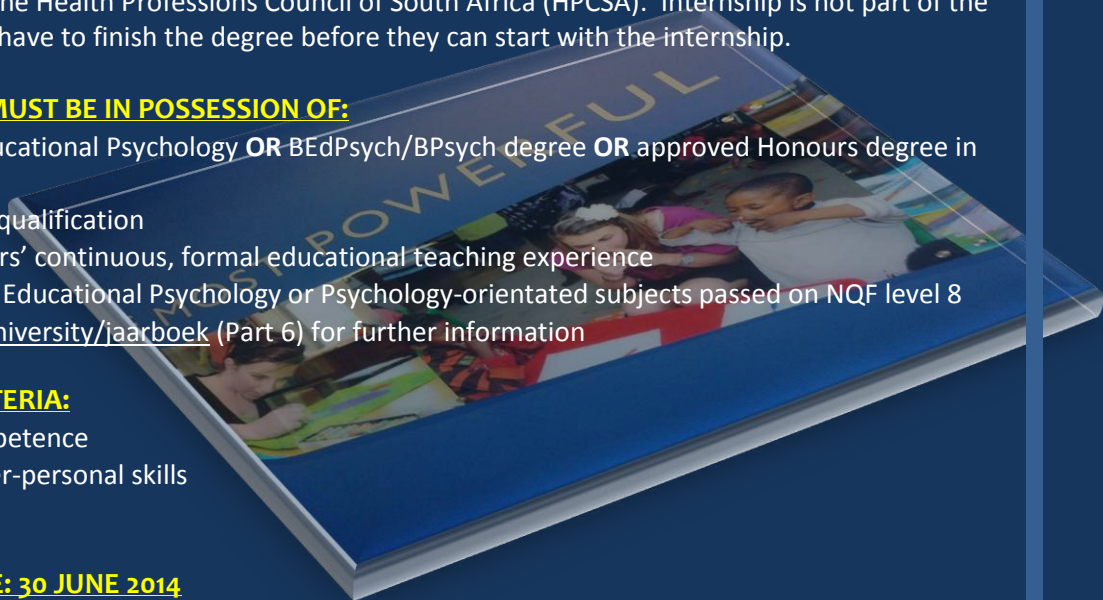 the Health Professions Council of South Africa (HPCSA). Internship is not part of the
have to finish the degree before they can start with the internship.
MUST BE IN POSSESSION OF:
ucational Psychology OR BEdPsych/BPsych degree OR approved Honours degree in
qualification
rs’ continuous, formal educational teaching experience
Educational Psychology or Psychology-orientated subjects passed on NQF level 8
niversity/jaarboek (Part 6) for further information
TERIA:
petence
er-personal skills
E: 30 JUNE 2014
MOST POWERFUL